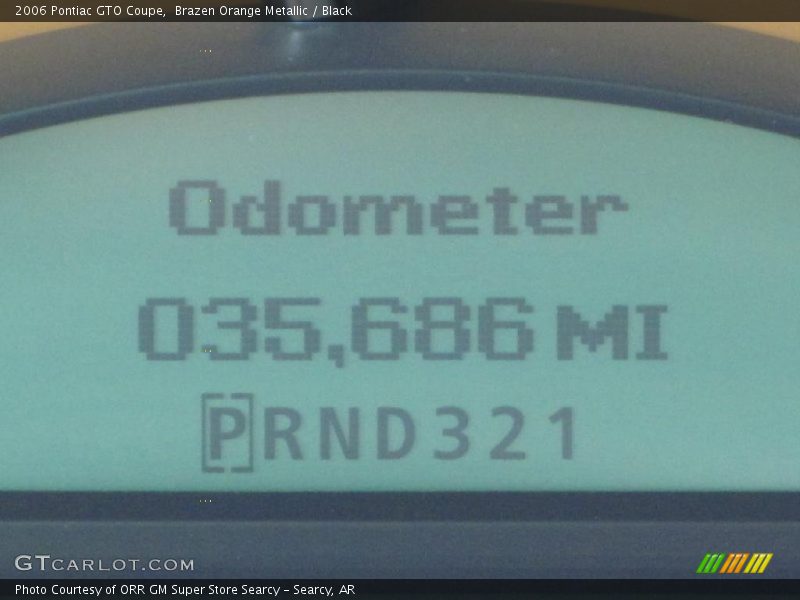 2006 Pontiac GTO Coupe,  Brazen Orange Metallic / Black
Odometer
035,686 MI
PRND321
GTCARLOT.COM
Photo Courtesy of ORR GM Super Store Searcy - Searcy, AR